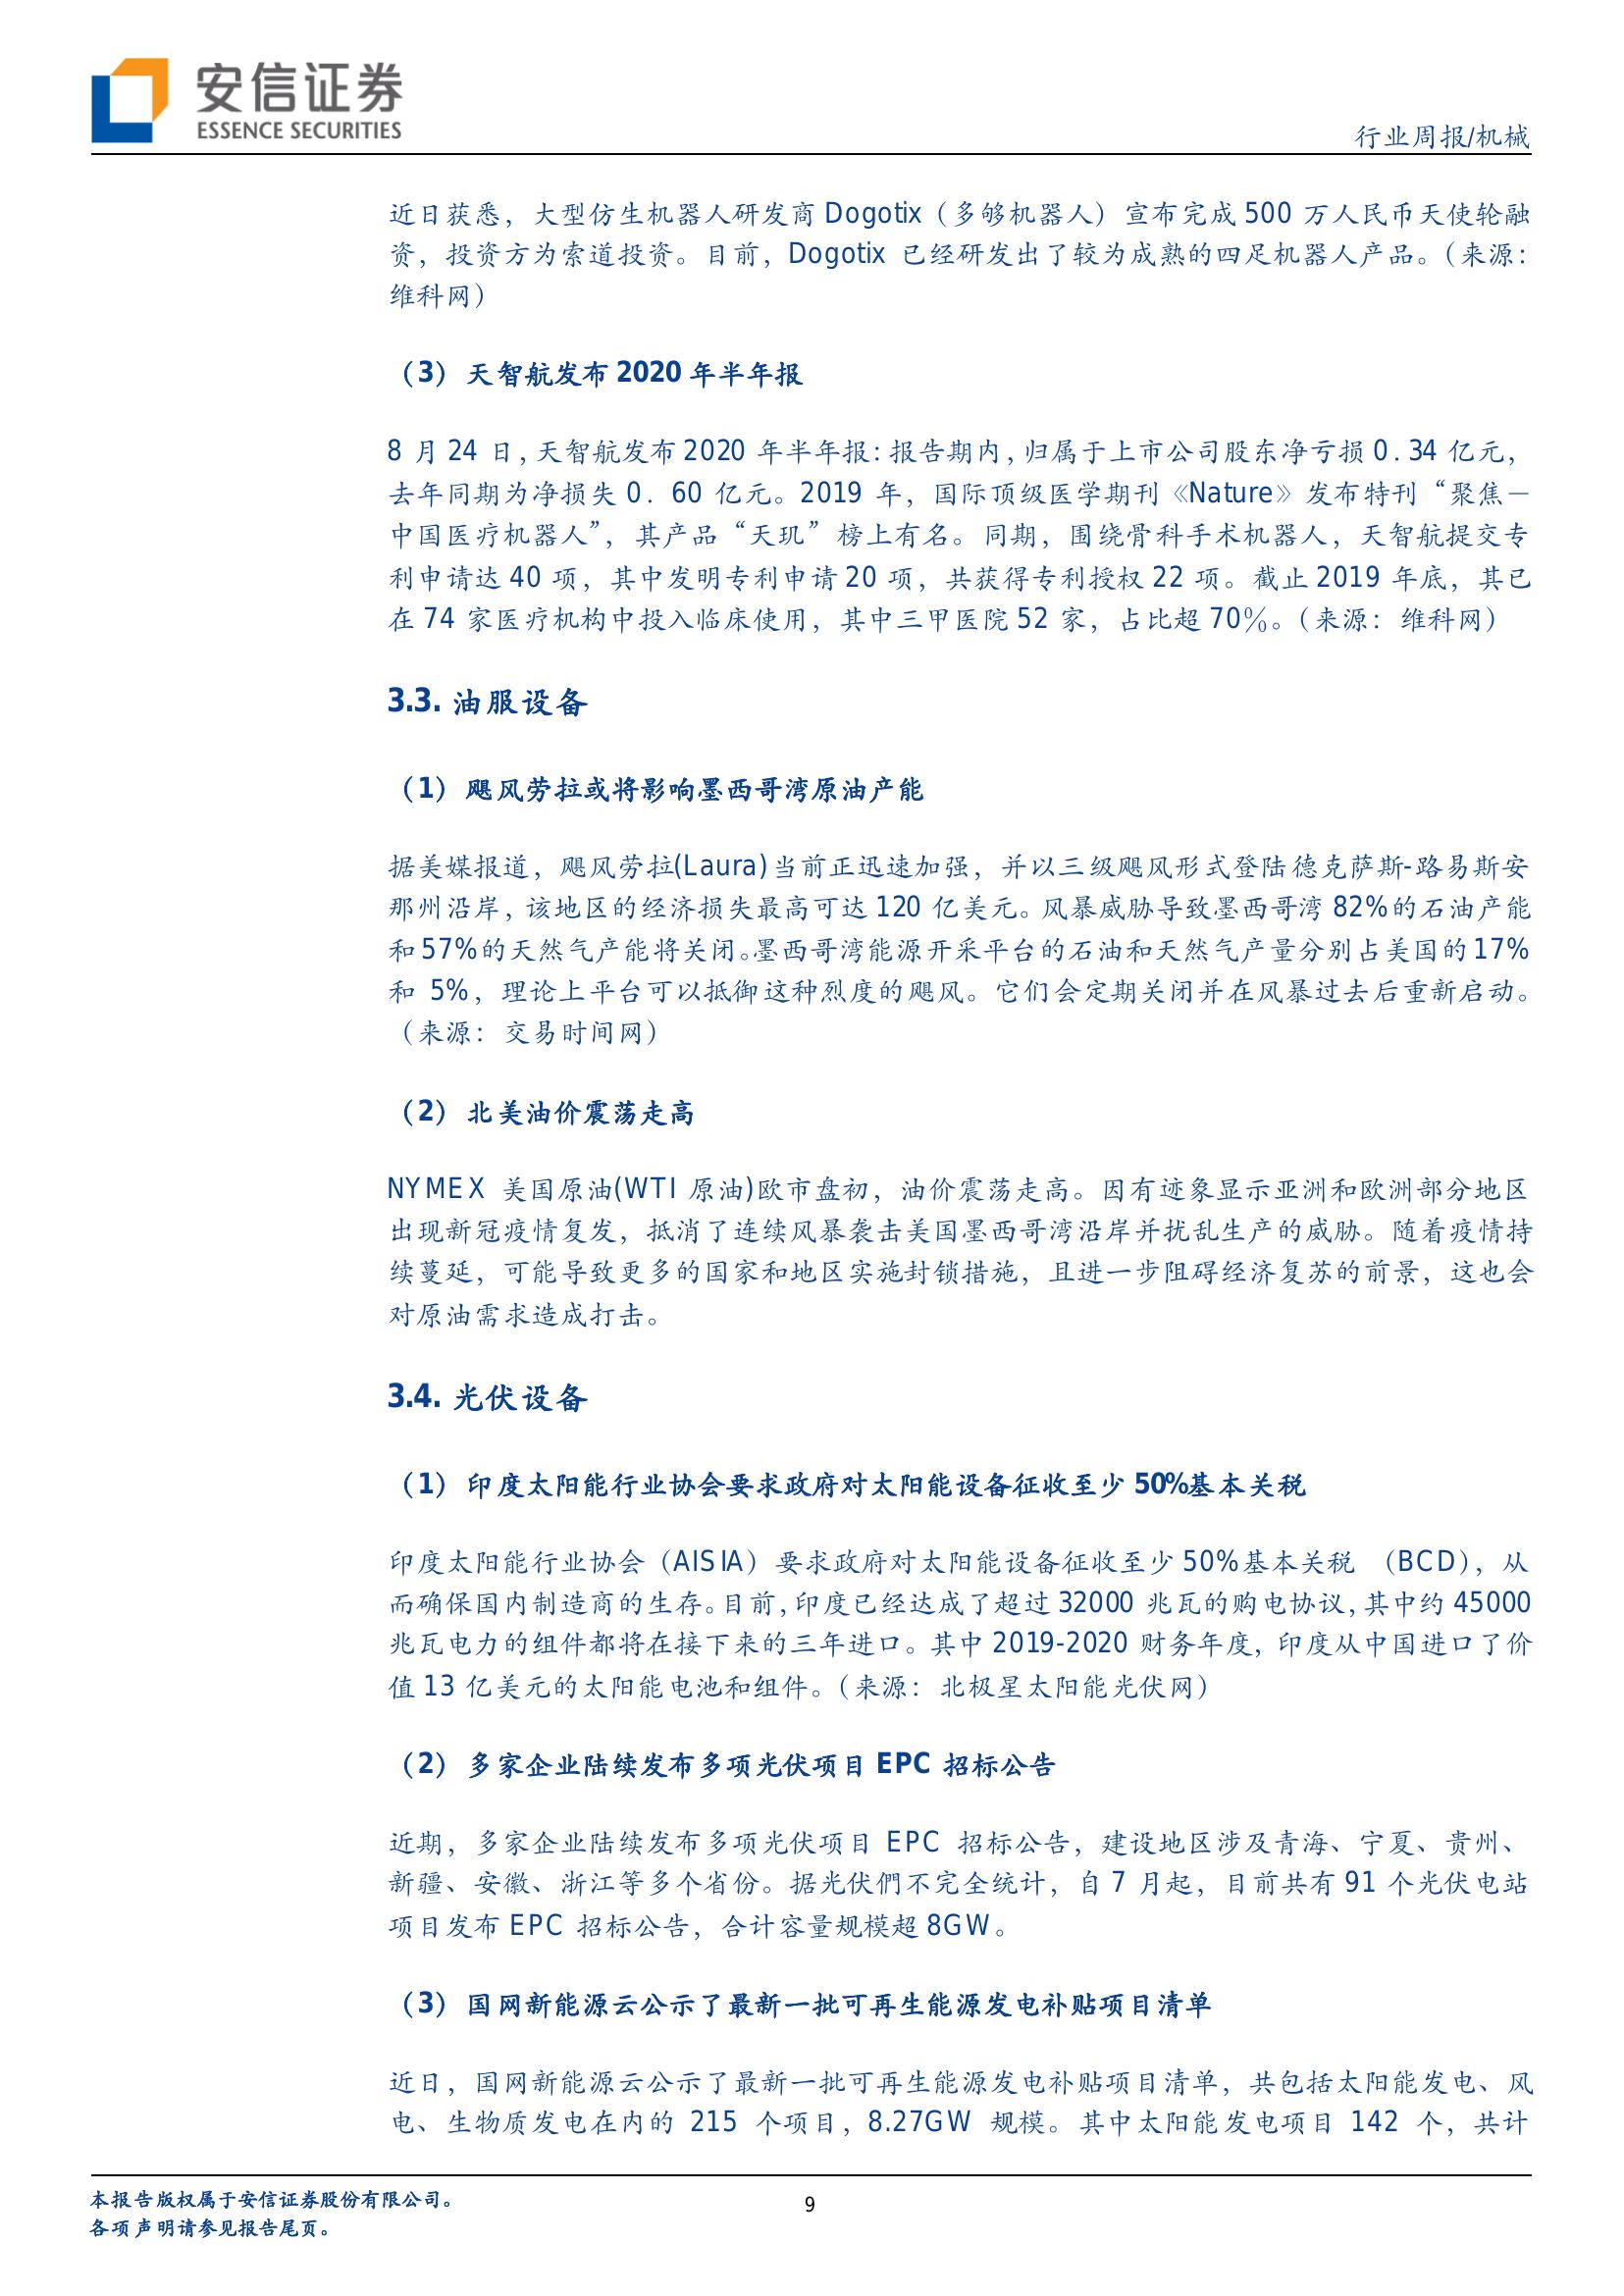 安信证券
ESSENCE SECURITIES
行业周报/机械
近日获悉，大型仿生机器人研发商 Dogotix（多够机器人）宣布完成 500 万人民币天使轮融
资，投资方为索道投资。目前，Dogotix 已经研发出了较为成熟的四足机器人产品。（来源：
维科网）
（3）天智航发布 2020 年半年报
8 月 24 日，天智航发布 2020 年半年报：报告期内，归属于上市公司股东净亏损 0．34 亿元，
去年同期为净损失 0．60 亿元。2019 年，国际顶级医学期刊《Nature》发布特刊“聚焦—
中国医疗机器人”，其产品“天玑”榜上有名。同期，围绕骨科手术机器人，天智航提交专
利申请达 40 项，其中发明专利申请 20 项，共获得专利授权 22 项。截止 2019 年底，其已
在 74 家医疗机构中投入临床使用，其中三甲医院 52 家，占比超 70％。（来源：维科网）
3.3. 油服设备
（1）飓风劳拉或将影响墨西哥湾原油产能
据美媒报道，飓风劳拉(Laura)当前正迅速加强，并以三级飓风形式登陆德克萨斯-路易斯安
那州沿岸，该地区的经济损失最高可达 120 亿美元。风暴威胁导致墨西哥湾 82%的石油产能
和 57%的天然气产能将关闭。墨西哥湾能源开采平台的石油和天然气产量分别占美国的 17%
和 5%，理论上平台可以抵御这种烈度的飓风。它们会定期关闭并在风暴过去后重新启动。
（来源：交易时间网）
（2）北美油价震荡走高
NYMEX 美国原油(WTI 原油)欧市盘初，油价震荡走高。因有迹象显示亚洲和欧洲部分地区
出现新冠疫情复发，抵消了连续风暴袭击美国墨西哥湾沿岸并扰乱生产的威胁。随着疫情持
续蔓延，可能导致更多的国家和地区实施封锁措施，且进一步阻碍经济复苏的前景，这也会
对原油需求造成打击。
3.4. 光伏设备
（1）印度太阳能行业协会要求政府对太阳能设备征收至少 50%基本关税
印度太阳能行业协会（AISIA）要求政府对太阳能设备征收至少 50%基本关税 （BCD），从
而确保国内制造商的生存。目前，印度已经达成了超过 32000 兆瓦的购电协议，其中约 45000
兆瓦电力的组件都将在接下来的三年进口。其中 2019-2020 财务年度，印度从中国进口了价
值 13 亿美元的太阳能电池和组件。（来源：北极星太阳能光伏网）
（2）多家企业陆续发布多项光伏项目 EPC 招标公告
近期，多家企业陆续发布多项光伏项目 EPC 招标公告，建设地区涉及青海、宁夏、贵州、
新疆、安徽、浙江等多个省份。据光伏們不完全统计，自 7 月起，目前共有 91 个光伏电站
项目发布 EPC 招标公告，合计容量规模超 8GW。
（3）国网新能源云公示了最新一批可再生能源发电补贴项目清单
近日，国网新能源云公示了最新一批可再生能源发电补贴项目清单，共包括太阳能发电、风
电、生物质发电在内的 215 个项目，8.27GW 规模。其中太阳能发电项目 142 个，共计
本报告版权属于安信证券股份有限公司。
9
各项声明请参见报告尾页。